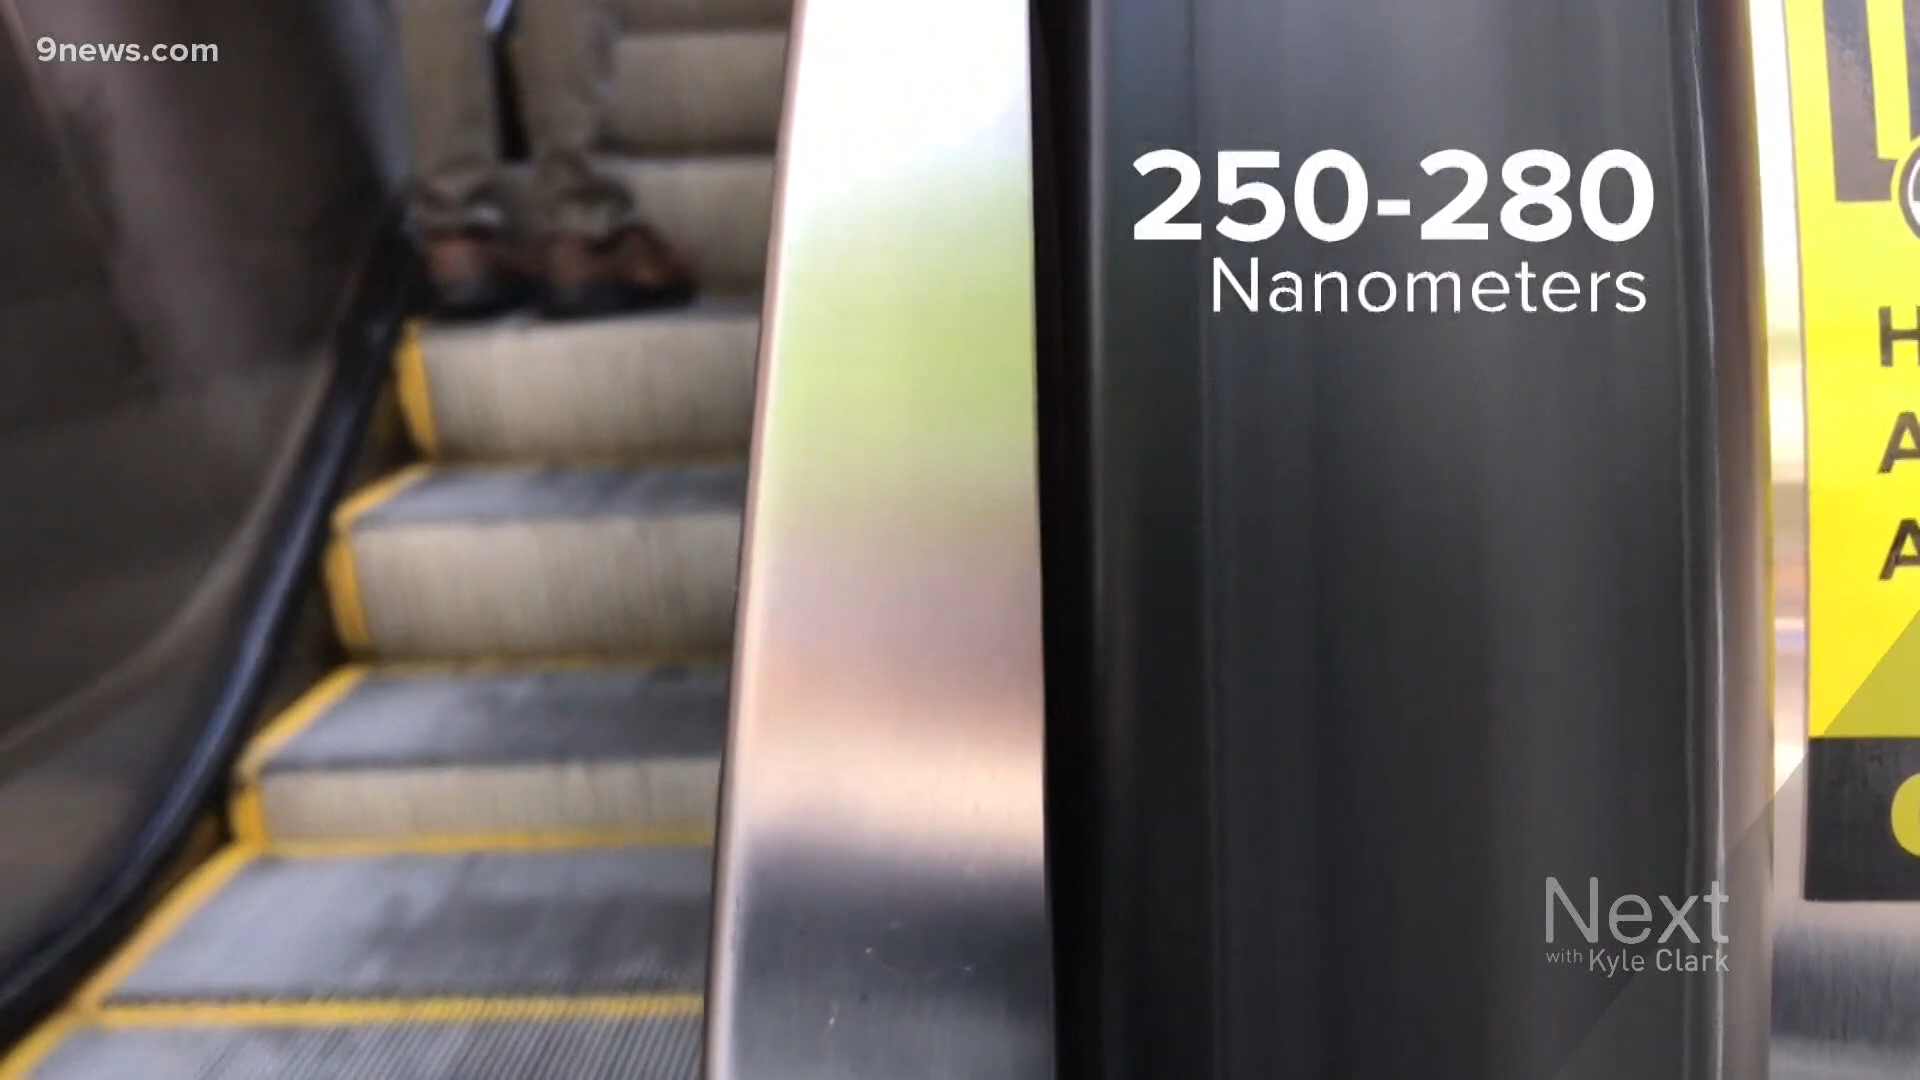 9news.com
250-280
Nanometers
H
A
A
Next
with Kyle Clark